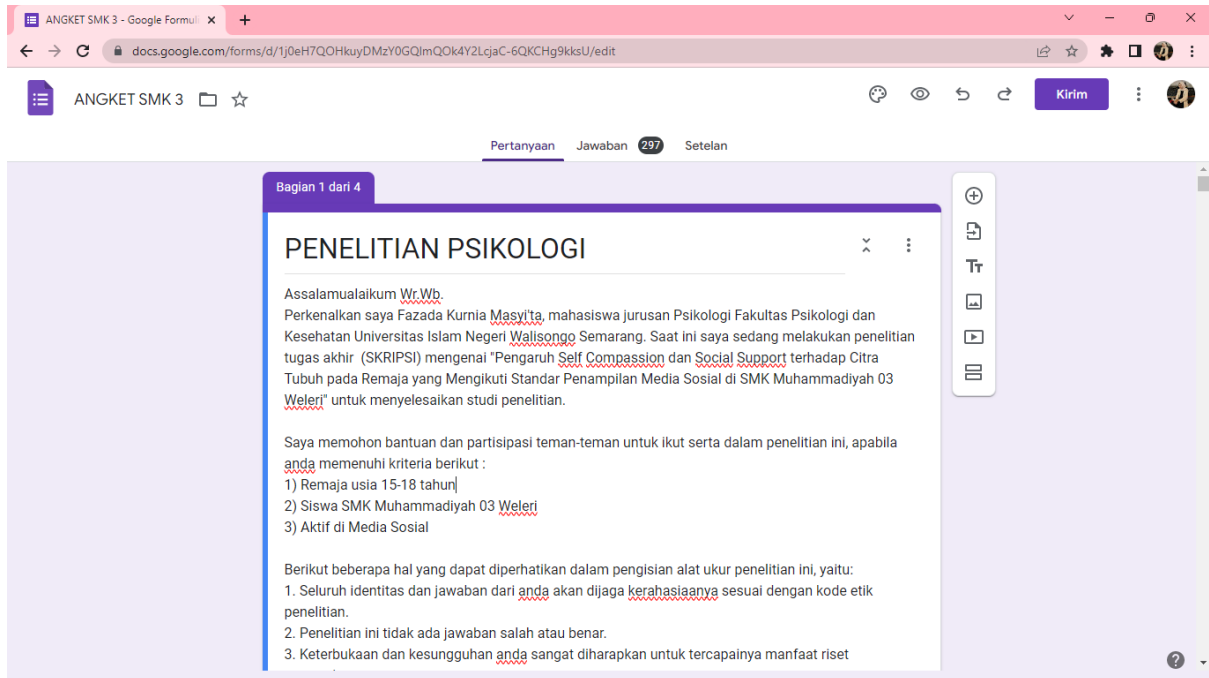 ANGKET SMK 3 - Google Formuli
docs.google.com/forms/d/1j0eH7QOHkuyDMzY0GQlmQOk4Y2LcjaC-6QKCHg9kksU/edit
ANGKET SMK 3
Kirim
Pertanyaan Jawaban 297 Setelan
Bagian 1 dari 4
PENELITIAN PSIKOLOGI
Assalamualaikum Wr.Wb.
Perkenalkan saya Fazada Kurnia Masyi'ta, mahasiswa jurusan Psikologi Fakultas Psikologi dan
Kesehatan Universitas Islam Negeri Walisongo Semarang. Saat ini saya sedang melakukan penelitian
tugas akhir (SKRIPSI) mengenai "Pengaruh Self Compassion dan Social Support terhadap Citra
Tubuh pada Remaja yang Mengikuti Standar Penampilan Media Sosial di SMK Muhammadiyah 03
Weleri" untuk menyelesaikan studi penelitian.
Saya memohon bantuan dan partisipasi teman-teman untuk ikut serta dalam penelitian ini, apabila
anda memenuhi kriteria berikut :
1) Remaja usia 15-18 tahun
2) Siswa SMK Muhammadiyah 03 Weleri
3) Aktif di Media Sosial
Berikut beberapa hal yang dapat diperhatikan dalam pengisian alat ukur penelitian ini, yaitu:
1. Seluruh identitas dan jawaban dari anda akan dijaga kerahasiaanya sesuai dengan kode etik
penelitian.
2. Penelitian ini tidak ada jawaban salah atau benar.
3. Keterbukaan dan kesungguhan anda sangat diharapkan untuk tercapainya manfaat riset